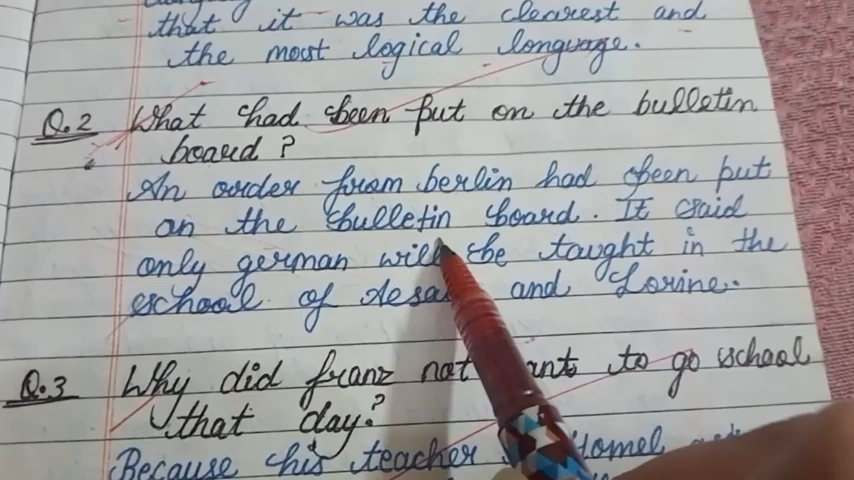 that it was the clearest and
the most logical language.
Q.2 What had been put on the bulletin
board?
An order from berlin had been put
on the bulletin board. It said
only german will be taught in the
school of and Lorine.
Q.3 Why did franz not to go school
that day?
Because his teacher